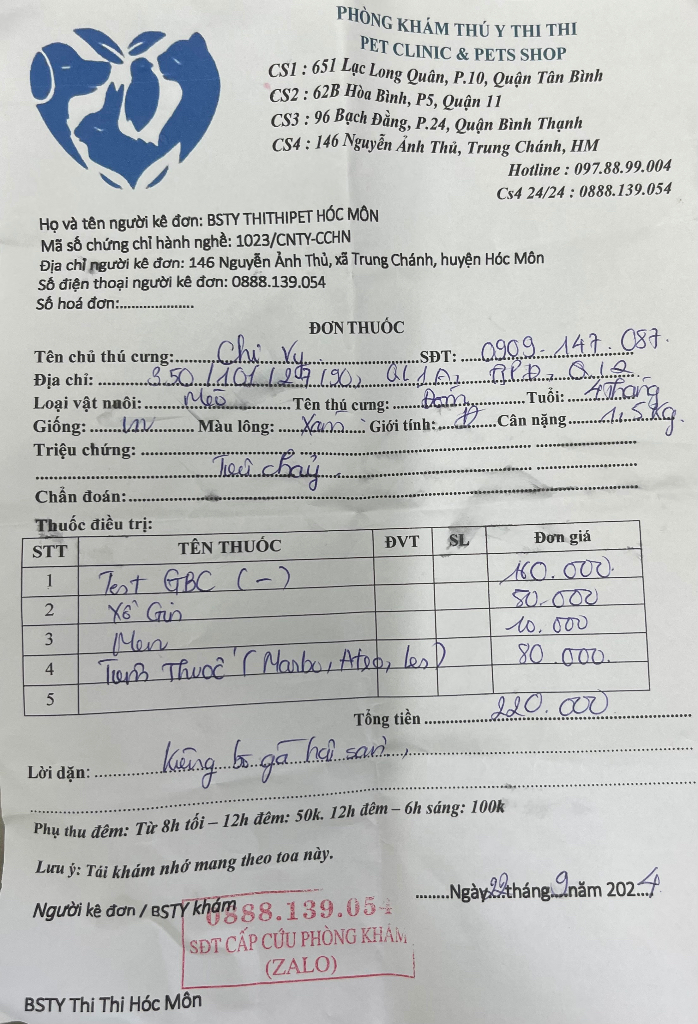 PHÒNG KHÁM THÚ Y THI THI
PET CLINIC & PETS SHOP
CS1 : 651 Lạc Long Quân, P.10, Quận Tân Bình
CS2 : 62B Hòa Bình, P5, Quận 11
CS3 : 96 Bạch Đằng, P.24, Quận Bình Thạnh
CS4 : 146 Nguyễn Ảnh Thủ, Trung Chánh, HM
Hotline : 097.88.99.004
Cs4 24/24 : 0888.139.054
Họ và tên người kê đơn: BSTY THITHIPET HÓC MÔN
Mã số chứng chỉ hành nghề: 1023/CNTY-CCHN
Địa chỉ người kê đơn: 146 Nguyễn Ảnh Thủ, xã Trung Chánh, huyện Hóc Môn
Số điện thoại người kê đơn: 0888.139.054
Số hoá đơn:...................
ĐƠN THUỐC
Tên chủ thú cưng: Chị Vy SĐT: 0909-147.087.
Địa chỉ: 350/101/297/90, QL1A, Q12
Loại vật nuôi: Mèo Tên thú cưng: Đốm Tuổi: 4 Tháng
Giống: Màu lông: Xám Giới tính: Đ Cân nặng 1,5 Kg.
Triệu chứng:
Tiêu chảy
Chẩn đoán:
Thuốc điều trị:
STT TÊN THUỐC ĐVT SL Đơn giá
1 Test GBC (-) 160.000
2 Xổ Giun 50.000
3 Men 10.000
4 Tiêm Thuốc (Marbo, Atro, ) 80.000
5
Tổng tiền 220.000
Lời dặn: Kiêng bò gà hải sản,
Phụ thu đêm: Từ 8h tối – 12h đêm: 50k. 12h đêm – 6h sáng: 100k
Lưu ý: Tái khám nhớ mang theo toa này.
Ngày 22 tháng 9 năm 2024
Người kê đơn / BSTY khám
0888.139.054
SĐT CẤP CỨU PHÒNG KHÁM
(ZALO)
BSTY Thi Thi Hóc Môn